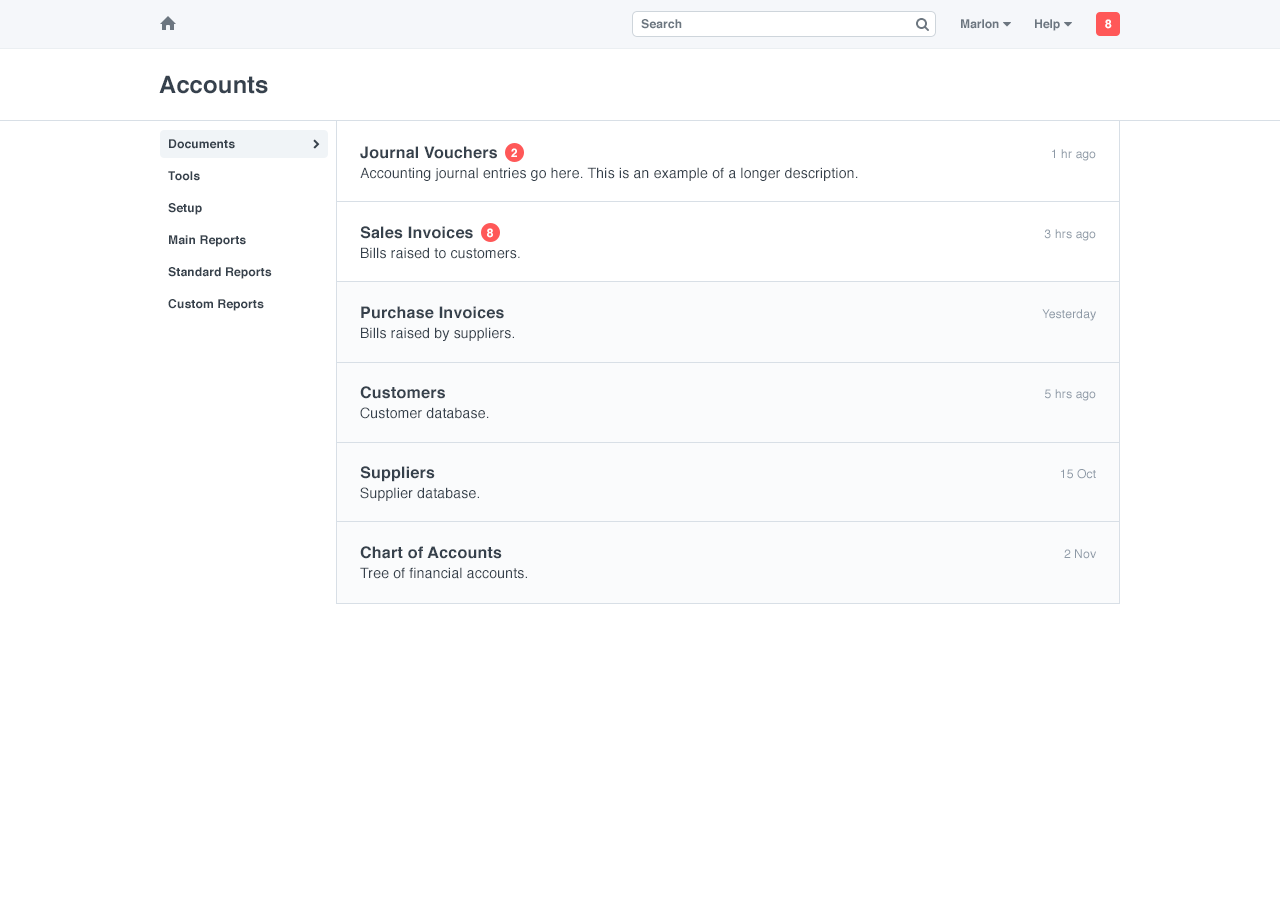 Search
Marlon
Help
8
Accounts
Documents
Tools
Setup
Main Reports
Standard Reports
Custom Reports
Journal Vouchers 2
1 hr ago
Accounting journal entries go here. This is an example of a longer description.
Sales Invoices 8
3 hrs ago
Bills raised to customers.
Purchase Invoices
Yesterday
Bills raised by suppliers.
Customers
5 hrs ago
Customer database.
Suppliers
15 Oct
Supplier database.
Chart of Accounts
2 Nov
Tree of financial accounts.